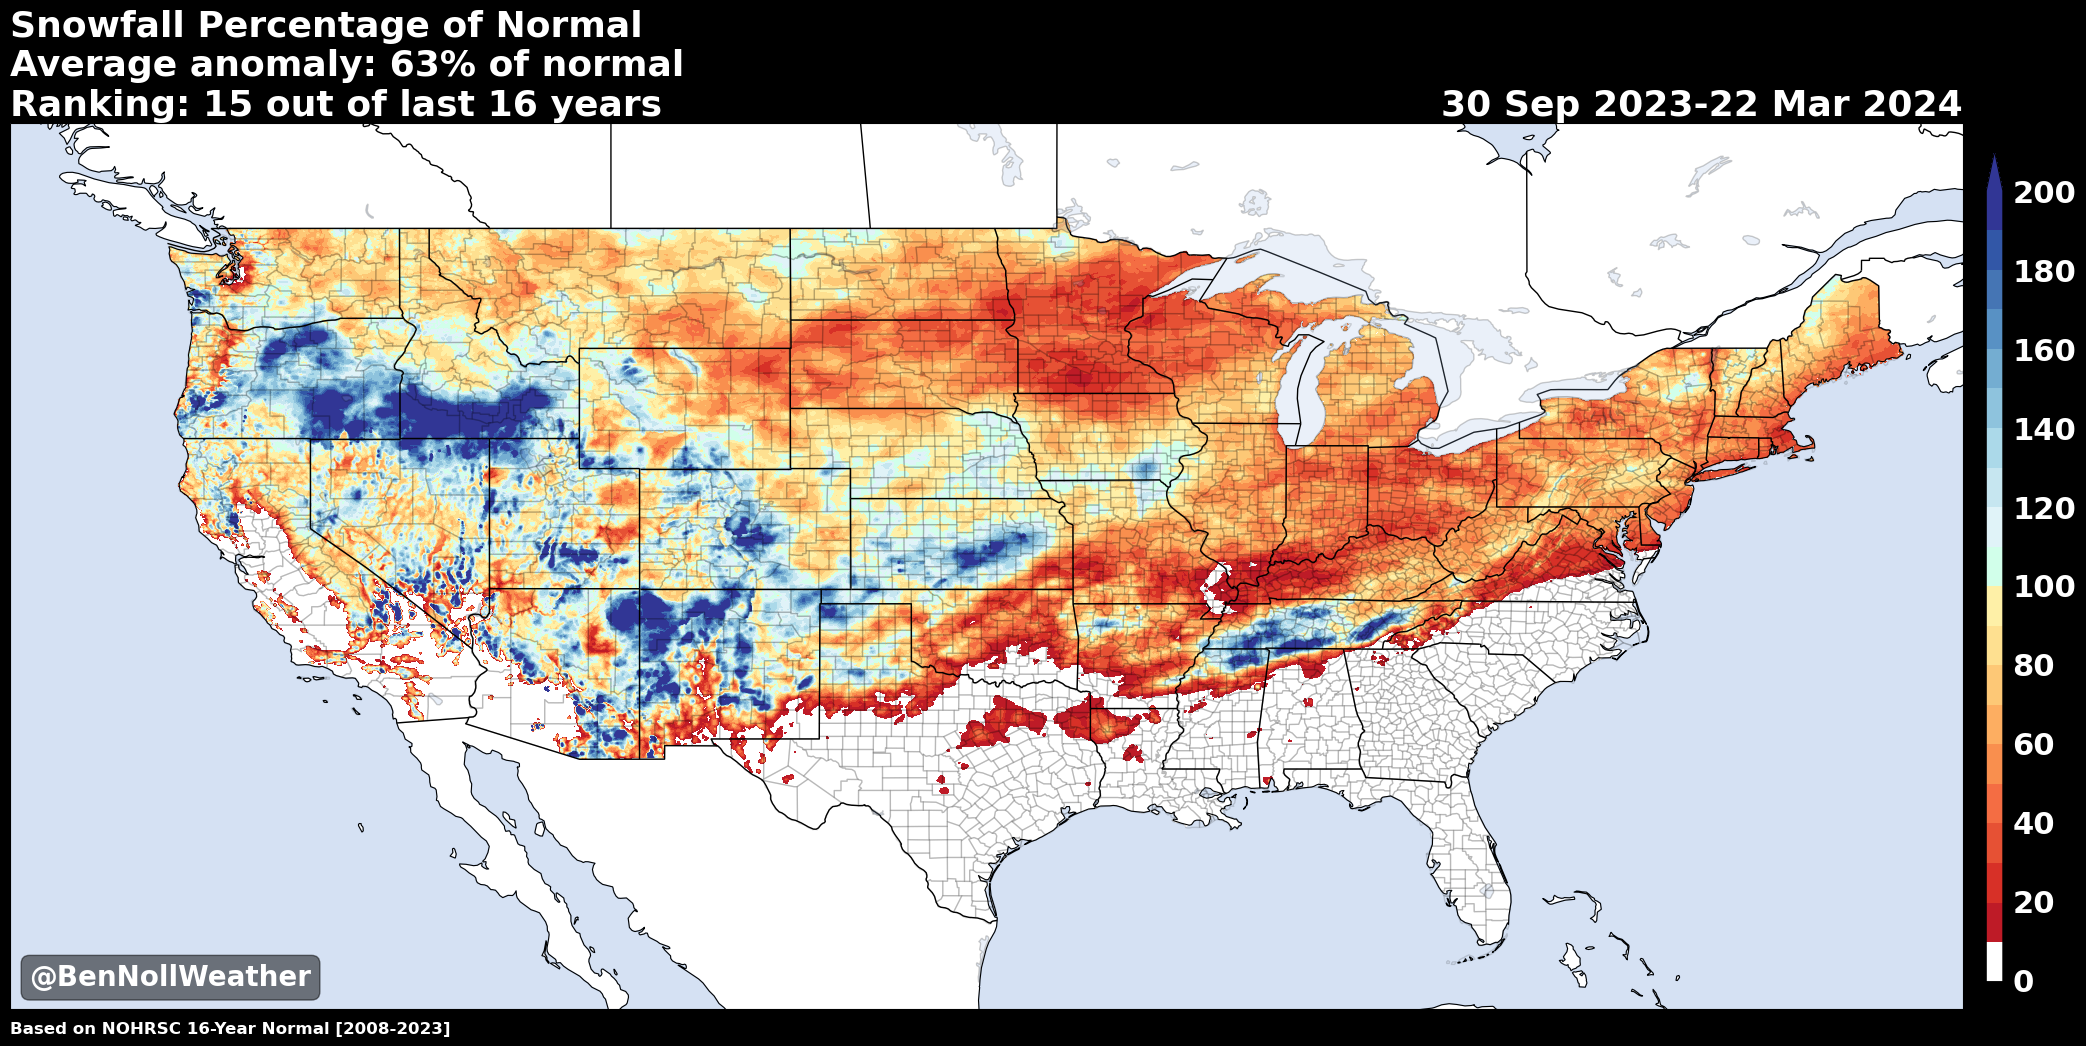 Snowfall Percentage of Normal
Average anomaly: 63% of normal
Ranking: 15 out of last 16 years
30 Sep 2023-22 Mar 2024
200
180
160
140
120
100
80
60
40
20
0
@BenNollWeather
Based on NOHRSC 16-Year Normal [2008-2023]